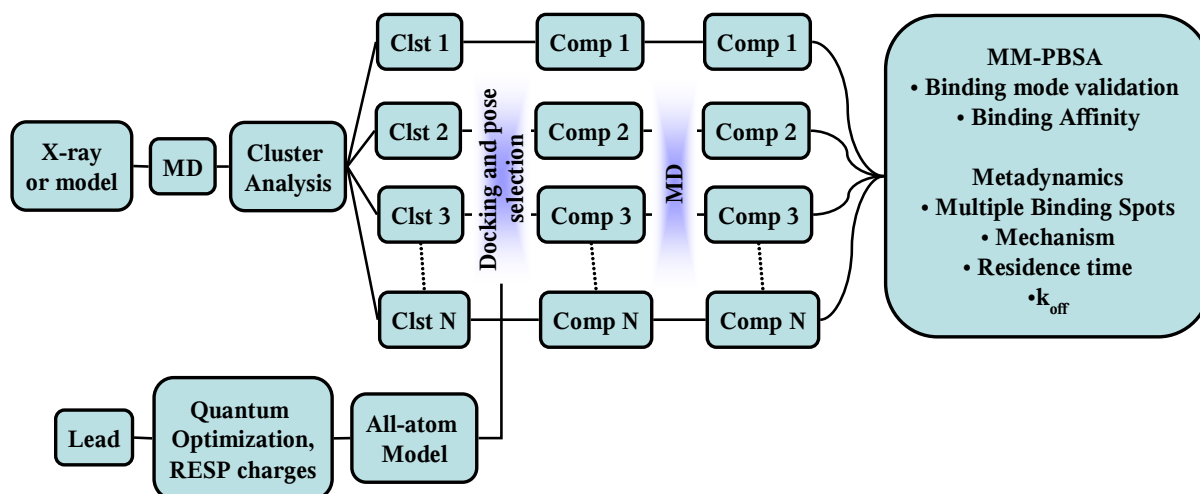 X-ray
or model
MD
Cluster
Analysis
Clst 1
Clst 2
Clst 3
Clst N
Docking and pose
selection
Comp 1
Comp 2
Comp 3
Comp N
MD
Comp 1
Comp 2
Comp 3
Comp N
MM-PBSA
• Binding mode validation
• Binding Affinity
Metadynamics
• Multiple Binding Spots
• Mechanism
• Residence time
•koff
Lead
Quantum
Optimization,
RESP charges
All-atom
Model